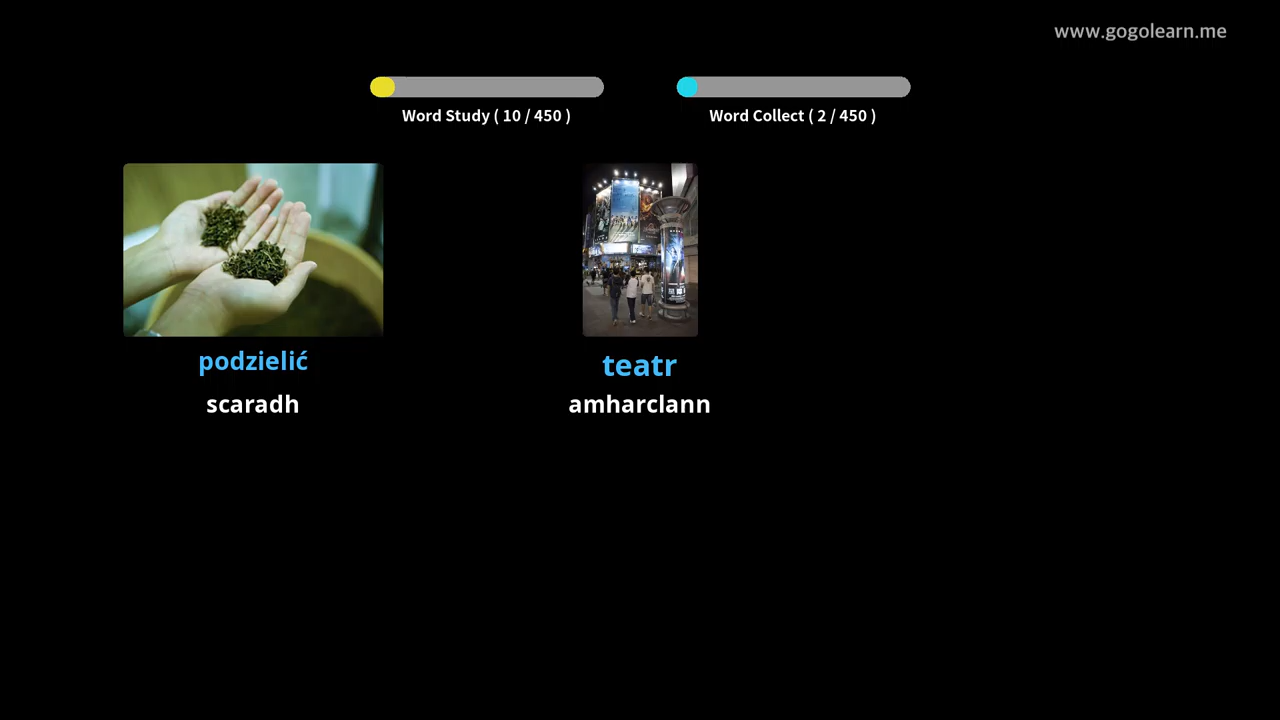 www.gogolearn.me
Word Study ( 10 / 450 )
Word Collect ( 2 / 450 )
podzielić
scaradh
teatr
amharclann